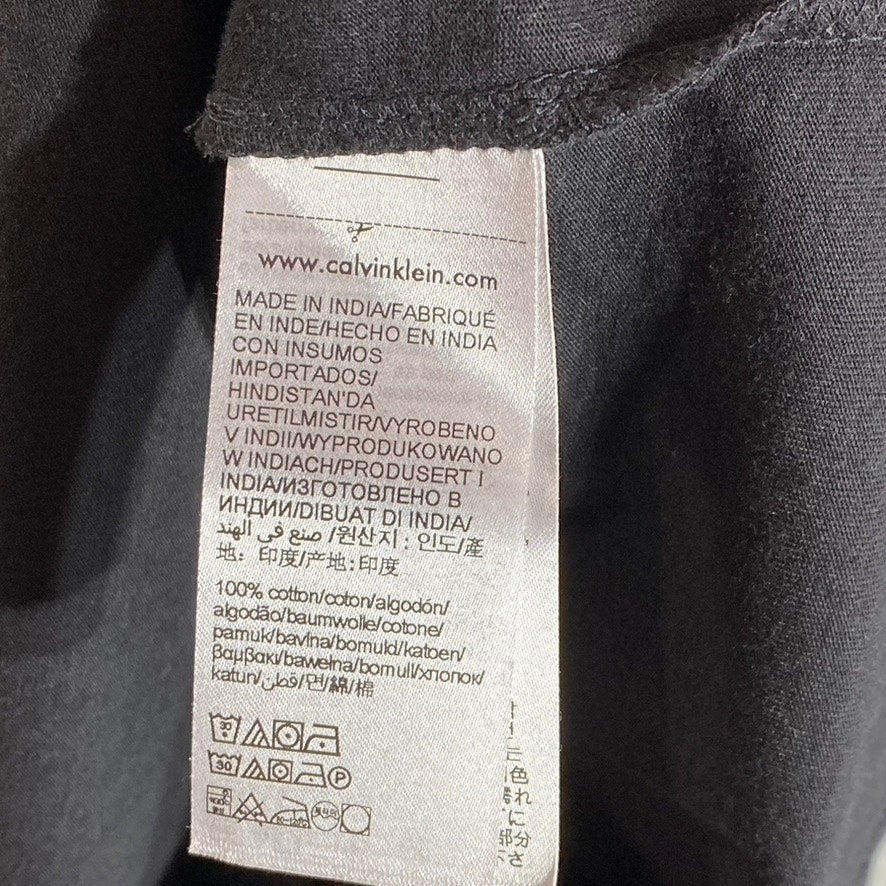 www.calvinklein.com
MADE IN INDIA/FABRIQUÉ
EN INDE/HECHO EN INDIA
CON INSUMOS
IMPORTADOS/
HINDISTAN'DA
URETILMISTIR/VYROBENO
V INDII/WYPRODUKOWANO
W INDIACH/PRODUSERT I
INDIA/ИЗГОТОВЛЕНО В
ИНДИИ/DIBUAT DI INDIA/
صنع في الهند/원산지 : 인도/產
地: 印度/产地:印度
100% cotton/coton/algodón/
algodão/baumwolle/cotone/
pamuk/bavlna/bomuld/katoen/
βαμβακι/bawełna/bomull/хлопок/
katun/قطن/면/綿/棉
30
30 P